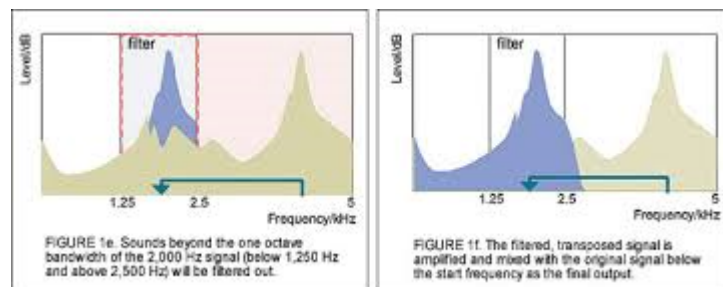 Level/dB
filter
1.25
2.5
5
Frequency/kHz
FIGURE 1e. Sounds beyond the one octave
bandwidth of the 2,000 Hz signal (below 1,250 Hz
and above 2,500 Hz) will be filtered out.
Level/dB
filter
1.25
2.5
5
Frequency/kHz
FIGURE 1f. The filtered, transposed signal is
amplified and mixed with the original signal below
the start frequency as the final output.